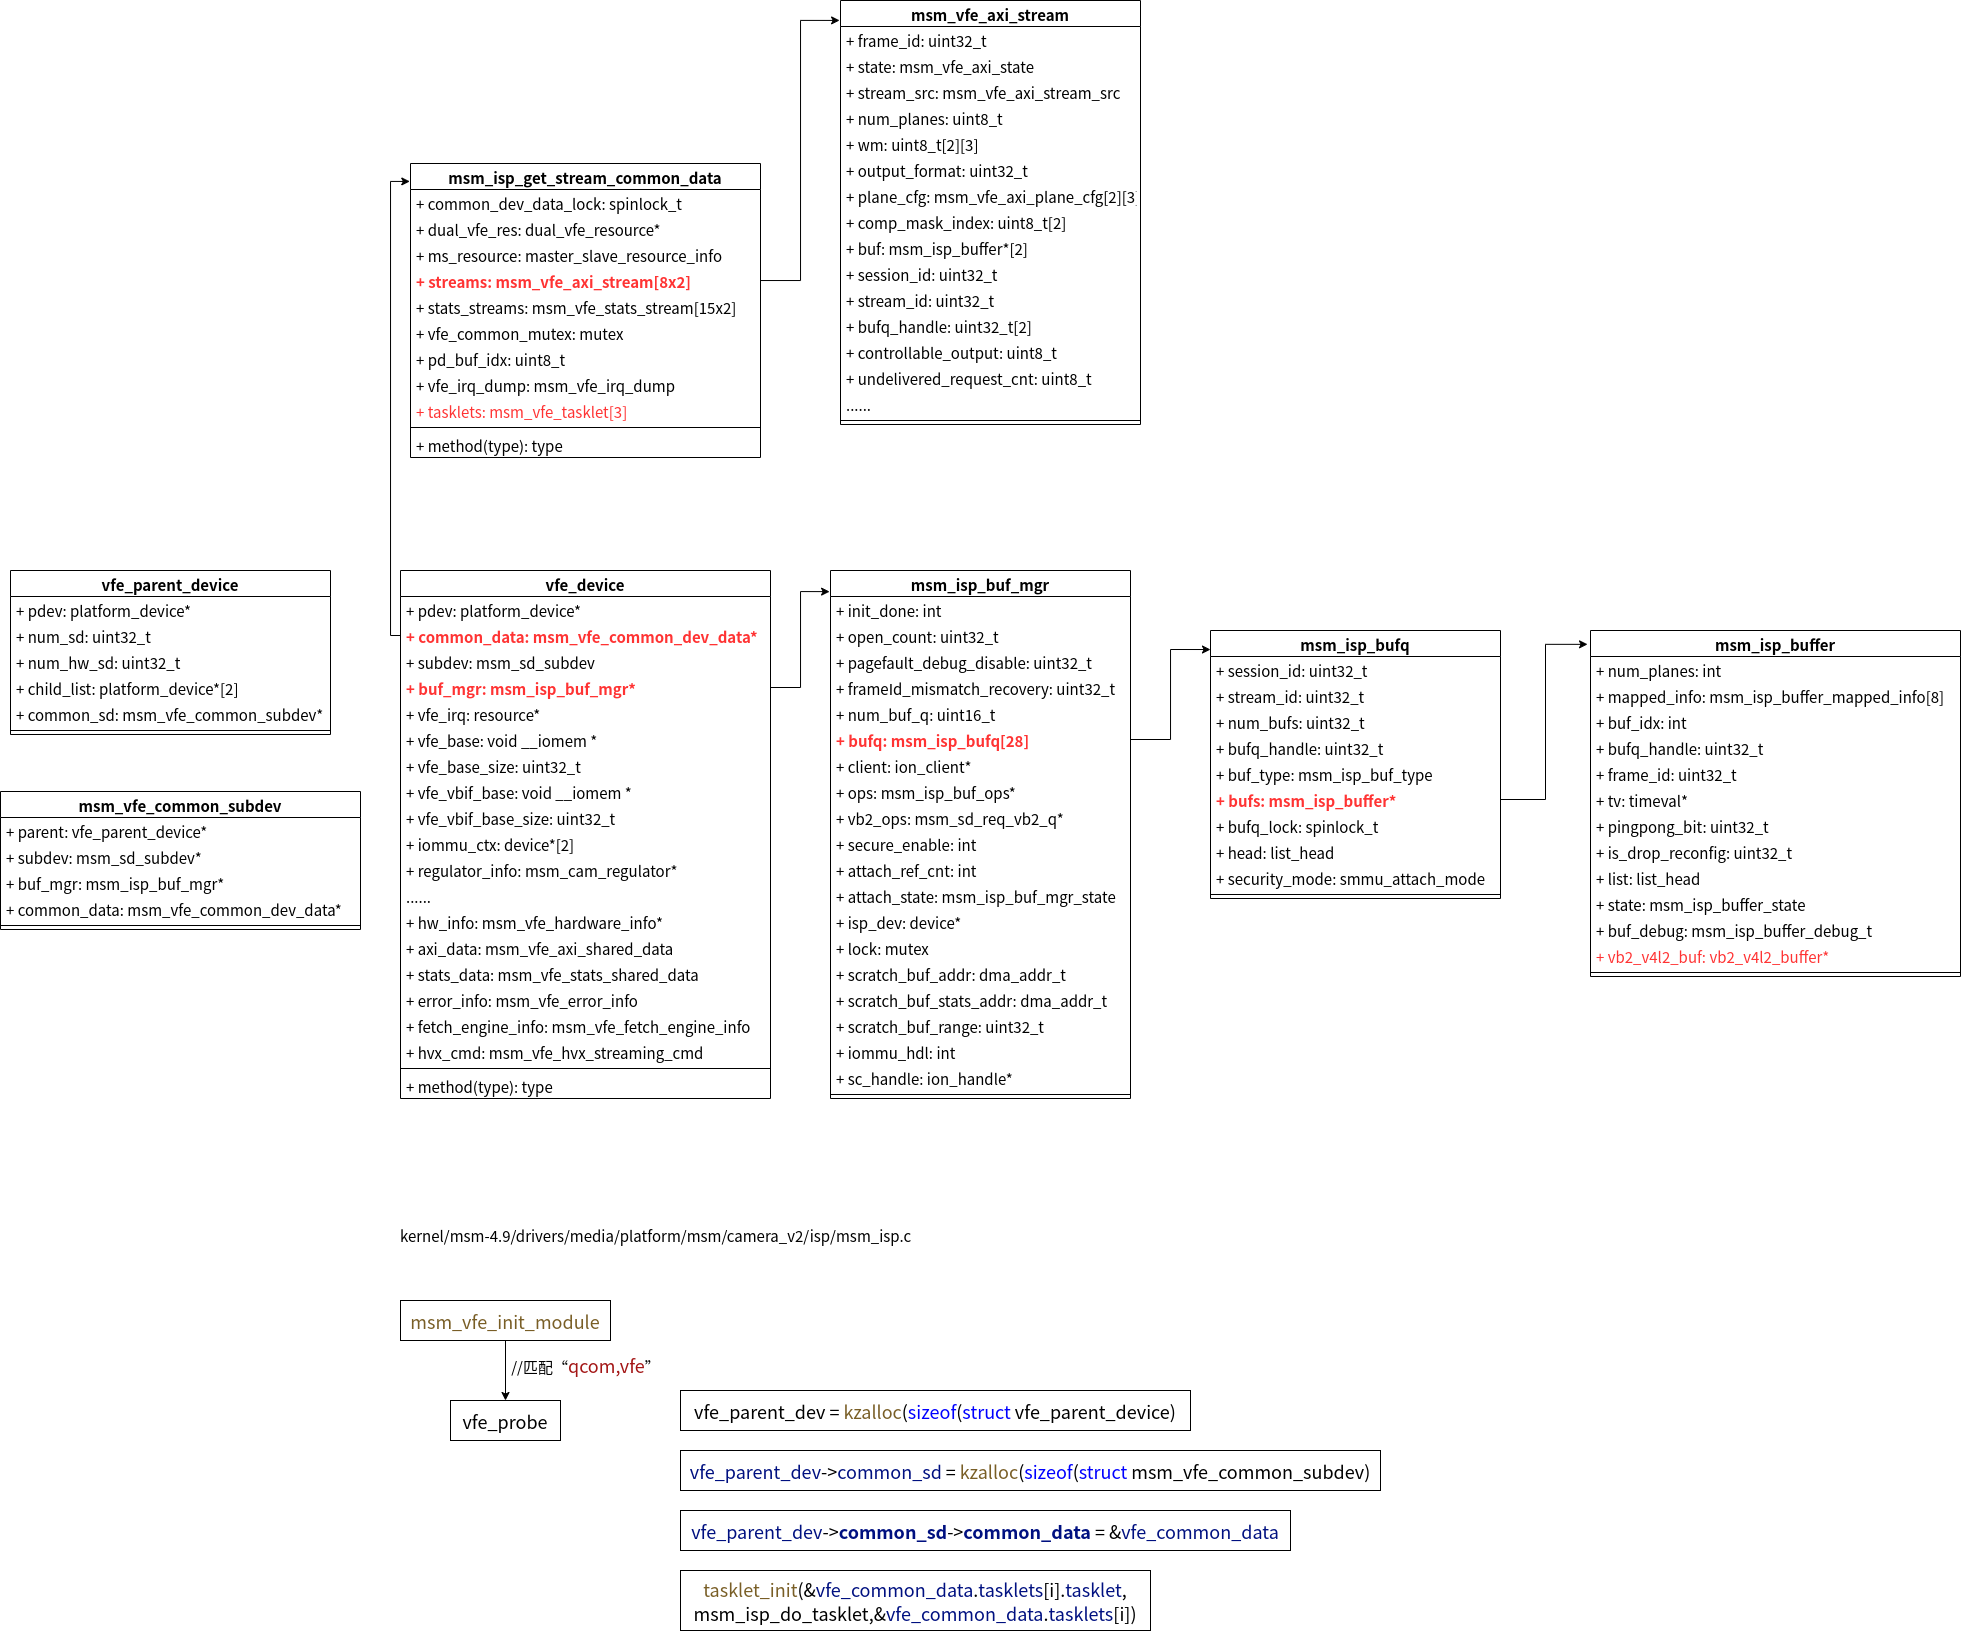 msm_vfe_axi_stream
+ frame_id: uint32_t
+ state: msm_vfe_axi_state
+ stream_src: msm_vfe_axi_stream_src
+ num_planes: uint8_t
+ wm: uint8_t[2][3]
+ output_format: uint32_t
+ plane_cfg: msm_vfe_axi_plane_cfg[2][3]
+ comp_mask_index: uint8_t[2]
+ buf: msm_isp_buffer*[2]
+ session_id: uint32_t
+ stream_id: uint32_t
+ bufq_handle: uint32_t[2]
+ controllable_output: uint8_t
+ undelivered_request_cnt: uint8_t
......
msm_isp_get_stream_common_data
+ common_dev_data_lock: spinlock_t
+ dual_vfe_res: dual_vfe_resource*
+ ms_resource: master_slave_resource_info
+ streams: msm_vfe_axi_stream[8x2]
+ stats_streams: msm_vfe_stats_stream[15x2]
+ vfe_common_mutex: mutex
+ pd_buf_idx: uint8_t
+ vfe_irq_dump: msm_vfe_irq_dump
+ tasklets: msm_vfe_tasklet[3]
+ method(type): type
vfe_parent_device
+ pdev: platform_device*
+ num_sd: uint32_t
+ num_hw_sd: uint32_t
+ child_list: platform_device*[2]
+ common_sd: msm_vfe_common_subdev*
msm_vfe_common_subdev
+ parent: vfe_parent_device*
+ subdev: msm_sd_subdev*
+ buf_mgr: msm_isp_buf_mgr*
+ common_data: msm_vfe_common_dev_data*
vfe_device
+ pdev: platform_device*
+ common_data: msm_vfe_common_dev_data*
+ subdev: msm_sd_subdev
+ buf_mgr: msm_isp_buf_mgr*
+ vfe_irq: resource*
+ vfe_base: void __iomem *
+ vfe_base_size: uint32_t
+ vfe_vbif_base: void __iomem *
+ vfe_vbif_base_size: uint32_t
+ iommu_ctx: device*[2]
+ regulator_info: msm_cam_regulator*
......
+ hw_info: msm_vfe_hardware_info*
+ axi_data: msm_vfe_axi_shared_data
+ stats_data: msm_vfe_stats_shared_data
+ error_info: msm_vfe_error_info
+ fetch_engine_info: msm_vfe_fetch_engine_info
+ hvx_cmd: msm_vfe_hvx_streaming_cmd
+ method(type): type
msm_isp_buf_mgr
+ init_done: int
+ open_count: uint32_t
+ pagefault_debug_disable: uint32_t
+ frameId_mismatch_recovery: uint32_t
+ num_buf_q: uint16_t
+ bufq: msm_isp_bufq[28]
+ client: ion_client*
+ ops: msm_isp_buf_ops*
+ vb2_ops: msm_sd_req_vb2_q*
+ secure_enable: int
+ attach_ref_cnt: int
+ attach_state: msm_isp_buf_mgr_state
+ isp_dev: device*
+ lock: mutex
+ scratch_buf_addr: dma_addr_t
+ scratch_buf_stats_addr: dma_addr_t
+ scratch_buf_range: uint32_t
+ iommu_hdl: int
+ sc_handle: ion_handle*
msm_isp_bufq
+ session_id: uint32_t
+ stream_id: uint32_t
+ num_bufs: uint32_t
+ bufq_handle: uint32_t
+ buf_type: msm_isp_buf_type
+ bufs: msm_isp_buffer*
+ bufq_lock: spinlock_t
+ head: list_head
+ security_mode: smmu_attach_mode
msm_isp_buffer
+ num_planes: int
+ mapped_info: msm_isp_buffer_mapped_info[8]
+ buf_idx: int
+ bufq_handle: uint32_t
+ frame_id: uint32_t
+ tv: timeval*
+ pingpong_bit: uint32_t
+ is_drop_reconfig: uint32_t
+ list: list_head
+ state: msm_isp_buffer_state
+ buf_debug: msm_isp_buffer_debug_t
+ vb2_v4l2_buf: vb2_v4l2_buffer*
kernel/msm-4.9/drivers/media/platform/msm/camera_v2/isp/msm_isp.c
msm_vfe_init_module
//匹配“qcom,vfe”
vfe_probe
vfe_parent_dev = kzalloc(sizeof(struct vfe_parent_device)
vfe_parent_dev->common_sd = kzalloc(sizeof(struct msm_vfe_common_subdev)
vfe_parent_dev->common_sd->common_data = &vfe_common_data
tasklet_init(&vfe_common_data.tasklets[i].tasklet,
msm_isp_do_tasklet,&vfe_common_data.tasklets[i])